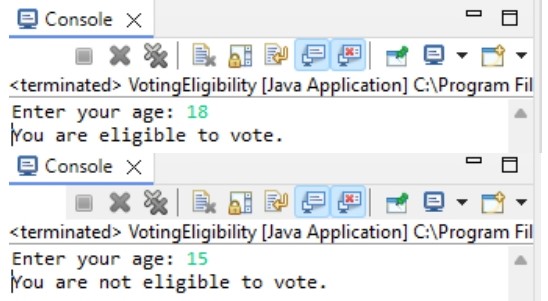 Console
<terminated> VotingEligibility [Java Application] C:\Program Fil
Enter your age: 18
You are eligible to vote.
Console
<terminated> VotingEligibility [Java Application] C:\Program Fil
Enter your age: 15
You are not eligible to vote.